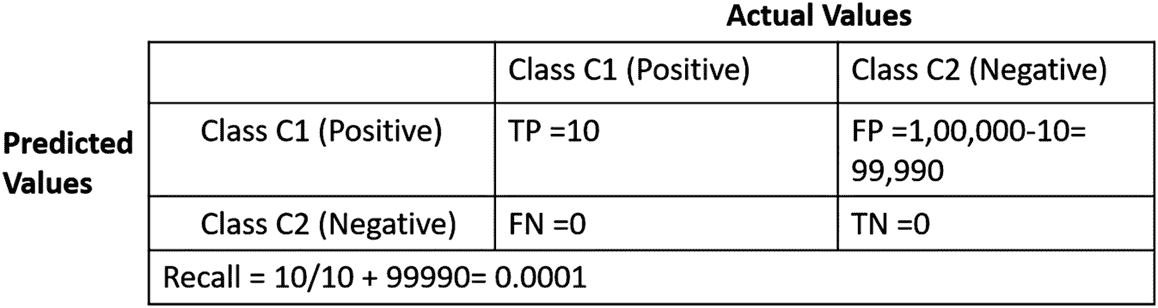 Actual Values
Class C1 (Positive)
Class C2 (Negative)
Predicted
Values
Class C1 (Positive)
TP =10
FP =1,00,000-10=
99,990
Class C2 (Negative)
FN =0
TN =0
Recall = 10/10 + 99990= 0.0001